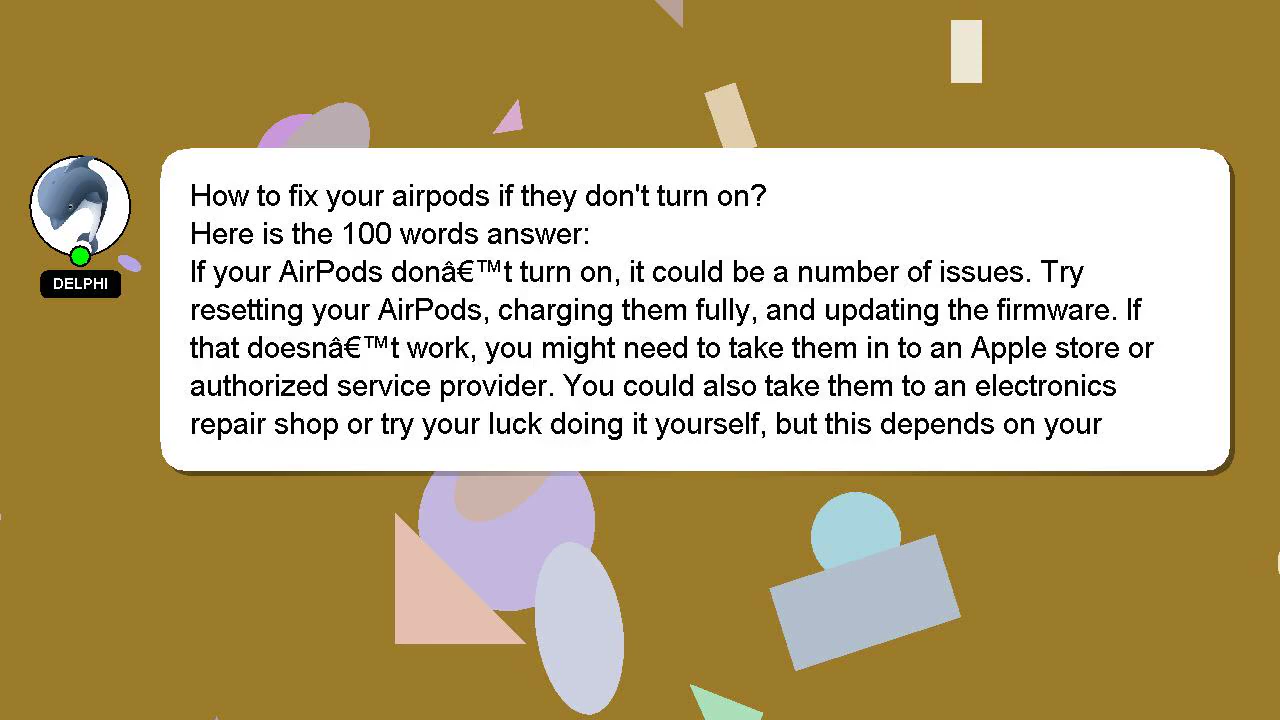 How to fix your airpods if they don't turn on?
Here is the 100 words answer:
If your AirPods donâ€™t turn on, it could be a number of issues. Try
resetting your AirPods, charging them fully, and updating the firmware. If
that doesnâ€™t work, you might need to take them in to an Apple store or
authorized service provider. You could also take them to an electronics
repair shop or try your luck doing it yourself, but this depends on your
DELPHI